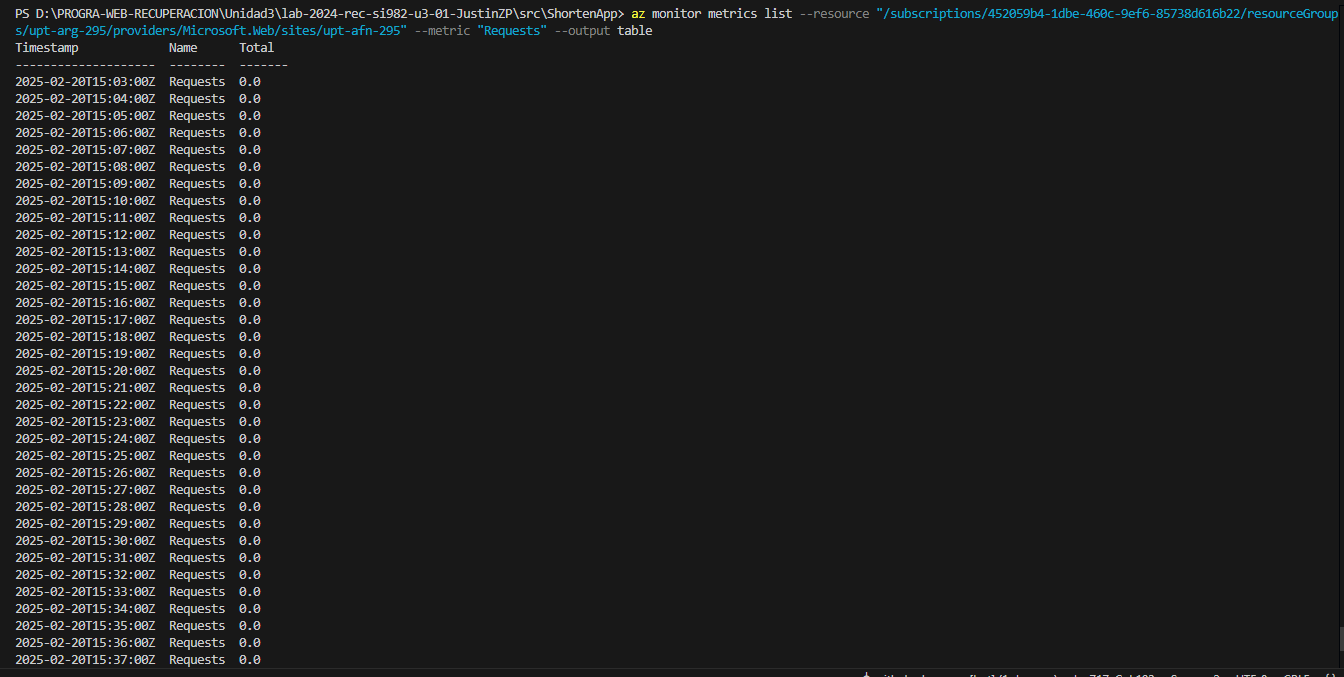 PS D:\PROGRA-WEB-RECUPERACION\Unidad3\lab-2024-rec-si982-u3-01-JustinZP\src\ShortenApp> az monitor metrics list --resource "/subscriptions/452059b4-1dbe-460c-9ef6-85738d616b22/resourceGroup
s/upt-arg-295/providers/Microsoft.Web/sites/upt-afn-295" --metric "Requests" --output table
Timestamp             Name      Total
--------------------  --------  -------
2025-02-20T15:03:00Z  Requests  0.0
2025-02-20T15:04:00Z  Requests  0.0
2025-02-20T15:05:00Z  Requests  0.0
2025-02-20T15:06:00Z  Requests  0.0
2025-02-20T15:07:00Z  Requests  0.0
2025-02-20T15:08:00Z  Requests  0.0
2025-02-20T15:09:00Z  Requests  0.0
2025-02-20T15:10:00Z  Requests  0.0
2025-02-20T15:11:00Z  Requests  0.0
2025-02-20T15:12:00Z  Requests  0.0
2025-02-20T15:13:00Z  Requests  0.0
2025-02-20T15:14:00Z  Requests  0.0
2025-02-20T15:15:00Z  Requests  0.0
2025-02-20T15:16:00Z  Requests  0.0
2025-02-20T15:17:00Z  Requests  0.0
2025-02-20T15:18:00Z  Requests  0.0
2025-02-20T15:19:00Z  Requests  0.0
2025-02-20T15:20:00Z  Requests  0.0
2025-02-20T15:21:00Z  Requests  0.0
2025-02-20T15:22:00Z  Requests  0.0
2025-02-20T15:23:00Z  Requests  0.0
2025-02-20T15:24:00Z  Requests  0.0
2025-02-20T15:25:00Z  Requests  0.0
2025-02-20T15:26:00Z  Requests  0.0
2025-02-20T15:27:00Z  Requests  0.0
2025-02-20T15:28:00Z  Requests  0.0
2025-02-20T15:29:00Z  Requests  0.0
2025-02-20T15:30:00Z  Requests  0.0
2025-02-20T15:31:00Z  Requests  0.0
2025-02-20T15:32:00Z  Requests  0.0
2025-02-20T15:33:00Z  Requests  0.0
2025-02-20T15:34:00Z  Requests  0.0
2025-02-20T15:35:00Z  Requests  0.0
2025-02-20T15:36:00Z  Requests  0.0
2025-02-20T15:37:00Z  Requests  0.0